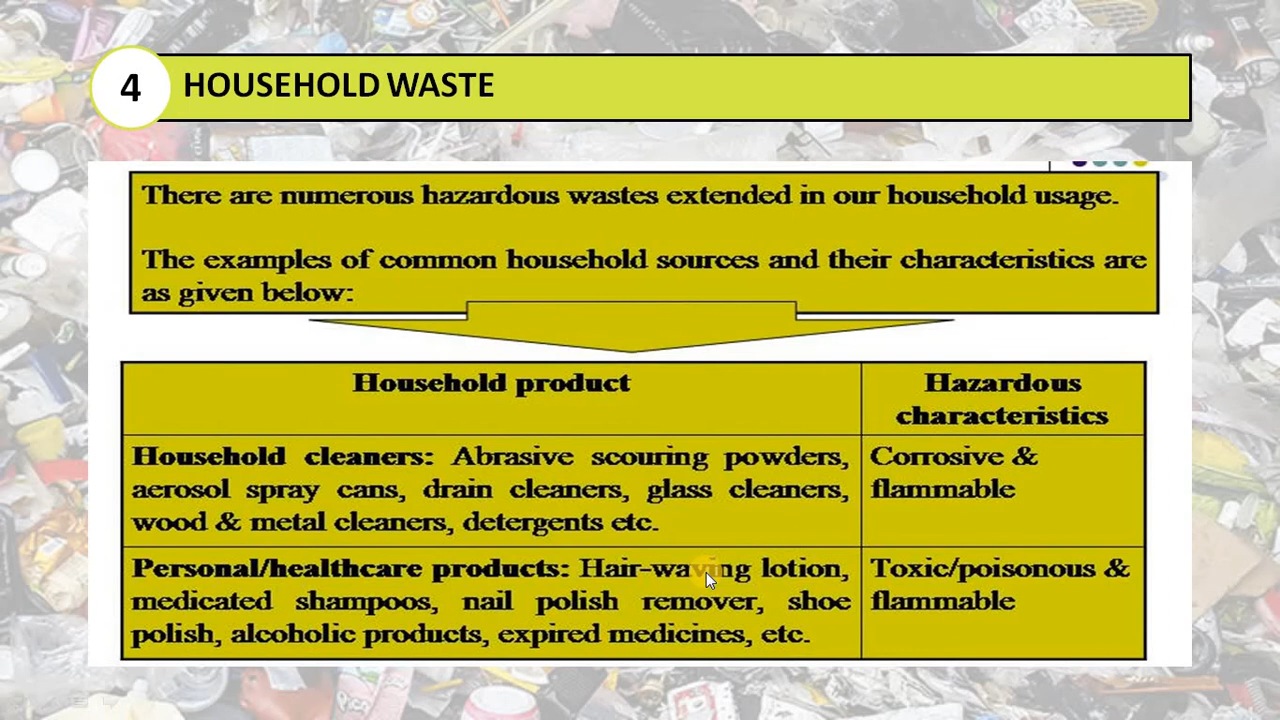 4
HOUSEHOLD WASTE
There are numerous hazardous wastes extended in our household usage.
The examples of common household sources and their characteristics are
as given below:
Household product
Hazardous
characteristics
Household cleaners: Abrasive scouring powders,
aerosol spray cans, drain cleaners, glass cleaners,
wood & metal cleaners, detergents etc.
Corrosive &
flammable
Personal/healthcare products: Hair-waving lotion,
medicated shampoos, nail polish remover, shoe
polish, alcoholic products, expired medicines, etc.
Toxic/poisonous &
flammable